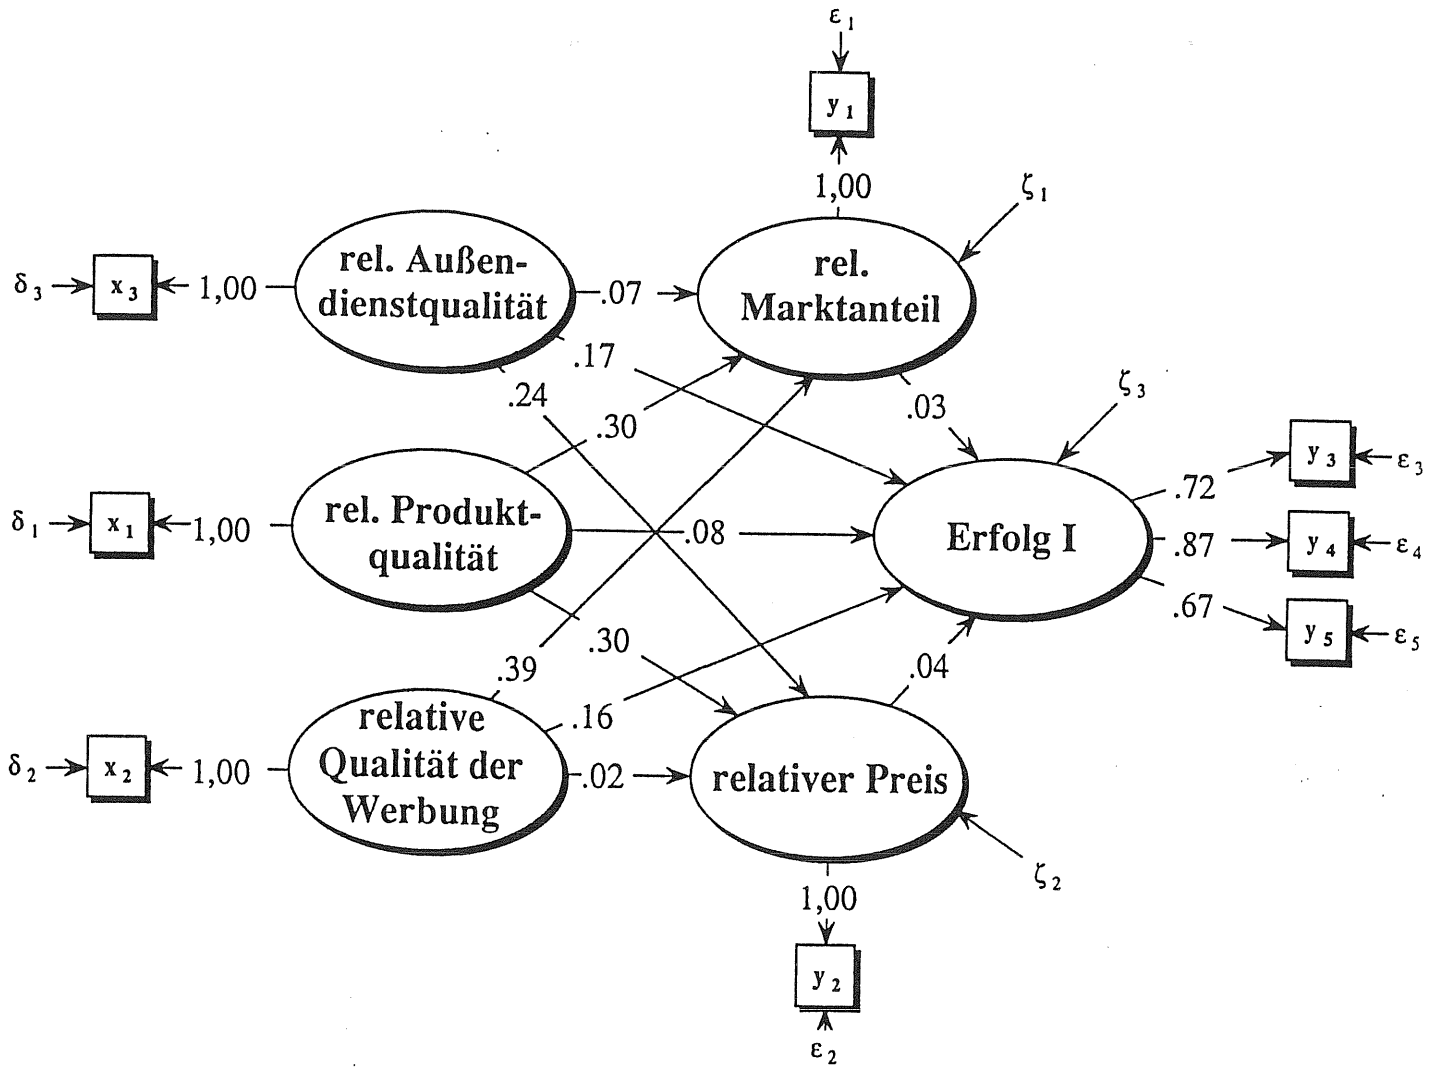 ε₁
y₁
1,00
ζ₁
rel. Außen-
dienstqualität
rel.
Marktanteil
δ₃
x₃
1,00
.07
.17
.24
.03
ζ₃
.30
y₃
ε₃
.72
rel. Produkt-
qualität
δ₁
x₁
1,00
.08
Erfolg I
.87
y₄
ε₄
.67
y₅
ε₅
.30
.39
.04
relative
Qualität der
Werbung
.16
δ₂
x₂
1,00
.02
relativer Preis
ζ₂
1,00
y₂
ε₂